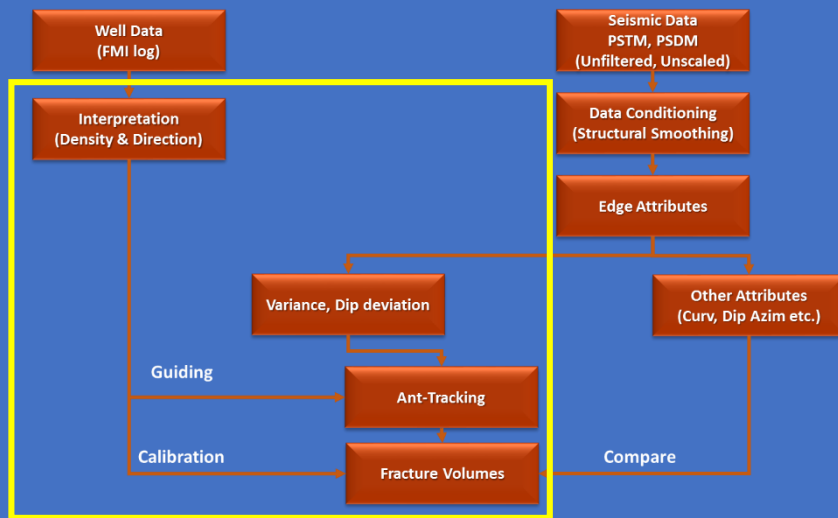 Well Data
(FMI log)
Seismic Data
PSTM, PSDM
(Unfiltered, Unscaled)
Interpretation
(Density & Direction)
Data Conditioning
(Structural Smoothing)
Edge Attributes
Variance, Dip deviation
Other Attributes
(Curv, Dip Azim etc.)
Guiding
Ant-Tracking
Calibration
Fracture Volumes
Compare